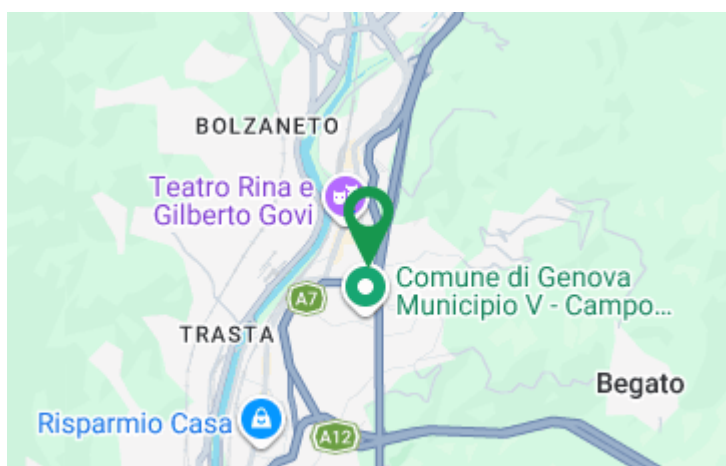 BOLZANETO
Teatro Rina e
Gilberto Govi
Comune di Genova
Municipio V - Campo...
A7
TRASTA
Begato
Risparmio Casa
A12